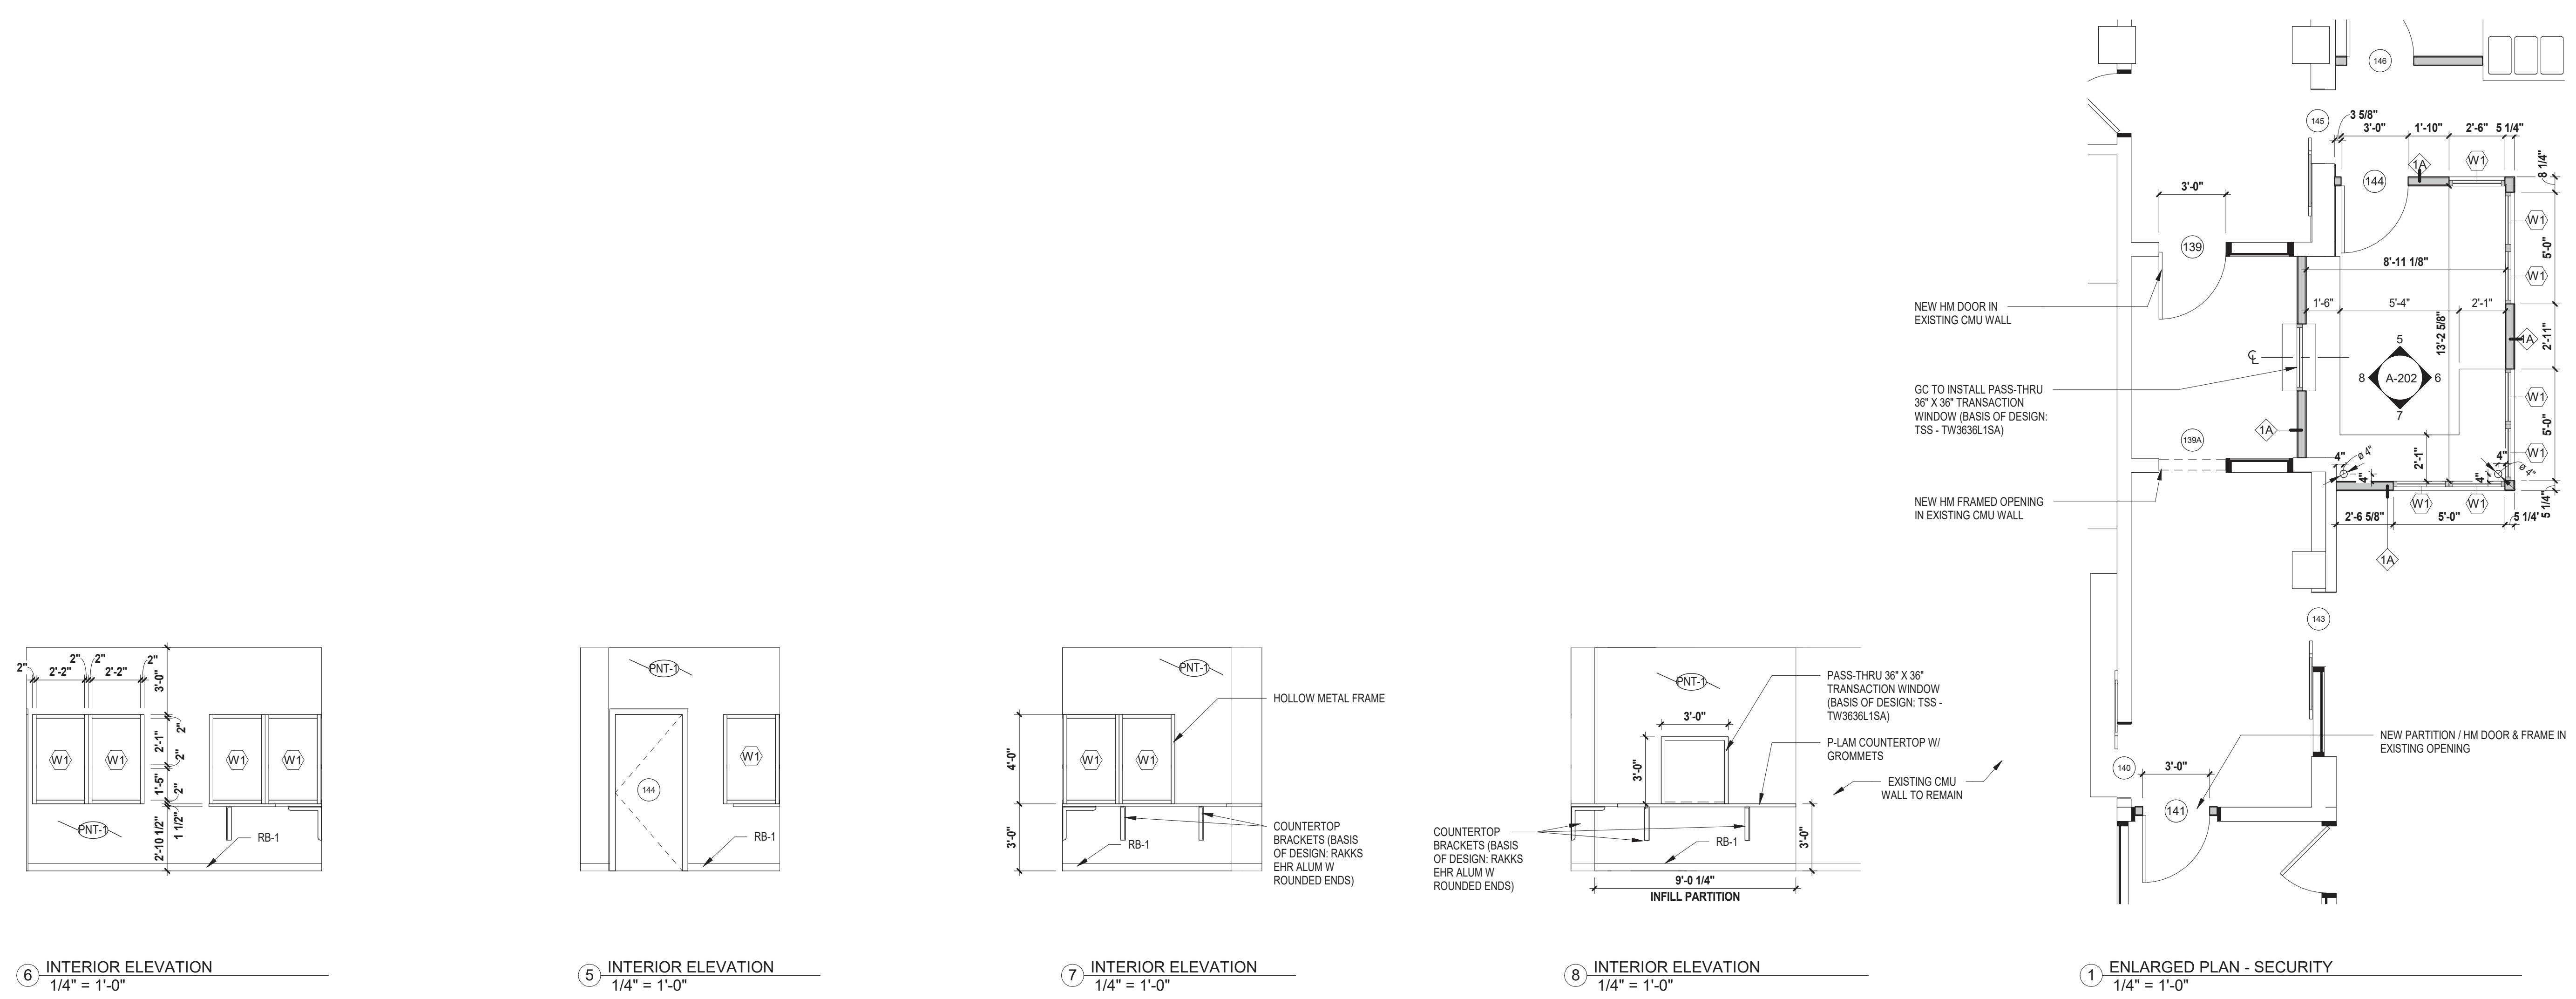 146
145
3 5/8"
3'-0"
1'-10"
2'-6"
5 1/4"
1A
W1
8 1/4"
144
3'-0"
139
W1
5'-0"
W1
8'-11 1/8"
1'-6"
5'-4"
2'-1"
NEW HM DOOR IN
EXISTING CMU WALL
13'-2 5/8"
1A
2'-11"
5
8
A-202
6
7
GC TO INSTALL PASS-THRU
36" X 36" TRANSACTION
WINDOW (BASIS OF DESIGN:
TSS - TW3636L1SA)
W1
5'-0"
1A
139A
W1
2'-1"
4"
ø 4"
4"
4"
ø 4"
4"
NEW HM FRAMED OPENING
IN EXISTING CMU WALL
W1
W1
2'-6 5/8"
5'-0"
5 1/4"
5 1/4"
1A
143
NEW PARTITION / HM DOOR & FRAME IN
EXISTING OPENING
140
3'-0"
141
1
ENLARGED PLAN - SECURITY
1/4" = 1'-0"
2"
2'-2"
2"
2"
2'-2"
2"
3'-0"
2"
2'-1"
2"
1'-5"
2"
1 1/2"
2'-10 1/2"
W1
W1
W1
W1
PNT-1
RB-1
6
INTERIOR ELEVATION
1/4" = 1'-0"
PNT-1
W1
144
RB-1
5
INTERIOR ELEVATION
1/4" = 1'-0"
PNT-1
HOLLOW METAL FRAME
4'-0"
W1
W1
3'-0"
RB-1
COUNTERTOP
BRACKETS (BASIS
OF DESIGN: RAKKS
EHR ALUM W
ROUNDED ENDS)
7
INTERIOR ELEVATION
1/4" = 1'-0"
PNT-1
PASS-THRU 36" X 36"
TRANSACTION WINDOW
(BASIS OF DESIGN: TSS -
TW3636L1SA)
3'-0"
3'-0"
P-LAM COUNTERTOP W/
GROMMETS
EXISTING CMU
WALL TO REMAIN
COUNTERTOP
BRACKETS (BASIS
OF DESIGN: RAKKS
EHR ALUM W
ROUNDED ENDS)
RB-1
3'-0"
9'-0 1/4"
INFILL PARTITION
8
INTERIOR ELEVATION
1/4" = 1'-0"